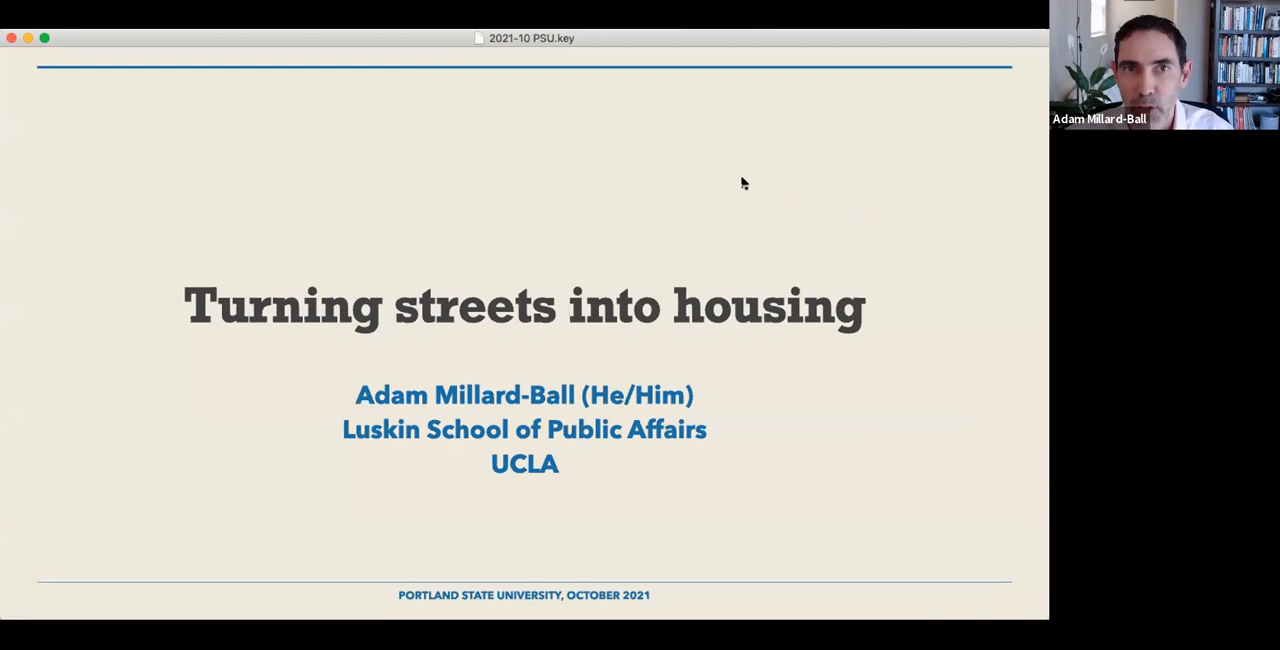 2021-10 PSU.key
Adam Millard-Ball
Turning streets into housing
Adam Millard-Ball (He/Him)
Luskin School of Public Affairs
UCLA
PORTLAND STATE UNIVERSITY, OCTOBER 2021